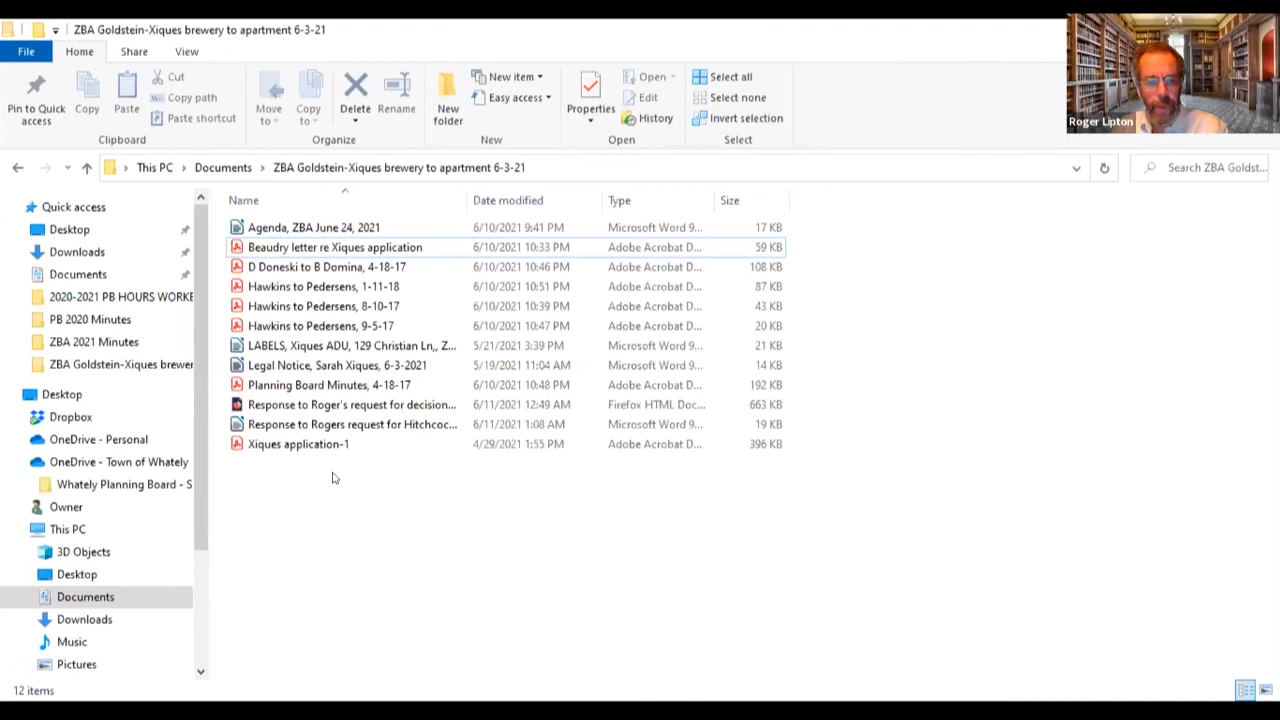 ZBA Goldstein-Xiques brewery to apartment 6-3-21
File Home Share View
Pin to Quick access
Copy
Paste
Cut
Copy path
Paste shortcut
Clipboard
Move to
Copy to
Delete
Rename
Organize
New folder
New item
Easy access
New
Properties
Open
Edit
History
Open
Select all
Select none
Invert selection
Select
Roger Lipton
This PC Documents ZBA Goldstein-Xiques brewery to apartment 6-3-21
Search ZBA Goldst...
Quick access
Desktop
Downloads
Documents
2020-2021 PB HOURS WORKE
PB 2020 Minutes
ZBA 2021 Minutes
ZBA Goldstein-Xiques brewer
Desktop
Dropbox
OneDrive - Personal
OneDrive - Town of Whately
Whately Planning Board - S
Owner
This PC
3D Objects
Desktop
Documents
Downloads
Music
Pictures
Name Date modified Type Size
Agenda, ZBA June 24, 2021 6/10/2021 9:41 PM Microsoft Word 9... 17 KB
Beaudry letter re Xiques application 6/10/2021 10:33 PM Adobe Acrobat D... 59 KB
D Doneski to B Domina, 4-18-17 6/10/2021 10:46 PM Adobe Acrobat D... 108 KB
Hawkins to Pedersens, 1-11-18 6/10/2021 10:51 PM Adobe Acrobat D... 87 KB
Hawkins to Pedersens, 8-10-17 6/10/2021 10:39 PM Adobe Acrobat D... 43 KB
Hawkins to Pedersens, 9-5-17 6/10/2021 10:47 PM Adobe Acrobat D... 20 KB
LABELS, Xiques ADU, 129 Christian Ln,, Z... 5/21/2021 3:39 PM Microsoft Word 9... 21 KB
Legal Notice, Sarah Xiques, 6-3-2021 5/19/2021 11:04 AM Microsoft Word 9... 14 KB
Planning Board Minutes, 4-18-17 6/10/2021 10:48 PM Adobe Acrobat D... 192 KB
Response to Roger's request for decision... 6/11/2021 12:49 AM Firefox HTML Doc... 663 KB
Response to Rogers request for Hitchcoc... 6/11/2021 1:08 AM Microsoft Word 9... 19 KB
Xiques application-1 4/29/2021 1:55 PM Adobe Acrobat D... 396 KB
12 items